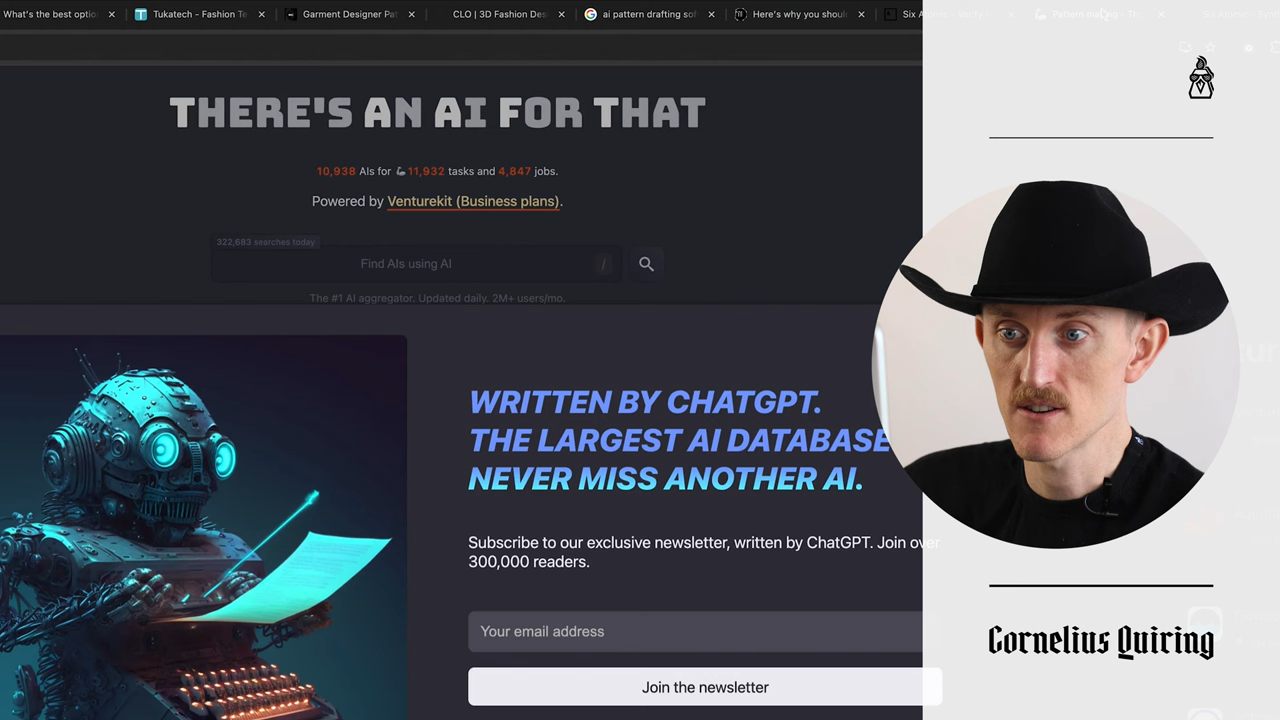 What's the best optio
Tukatech - Fashion Te
Garment Designer Pat
CLO | 3D Fashion Des
ai pattern drafting sof
Here's why you shoul
THERE'S AN AI FOR THAT
10,938 AIs for 11,932 tasks and 4,847 jobs.
Powered by Venturekit (Business plans).
322,683 searches today
Find AIs using AI /
The #1 AI aggregator. Updated daily. 2M+ users/mo.
WRITTEN BY CHATGPT.
THE LARGEST AI DATABASE
NEVER MISS ANOTHER AI.
Subscribe to our exclusive newsletter, written by ChatGPT. Join over
300,000 readers.
Your email address
Join the newsletter
Cornelius Quiring